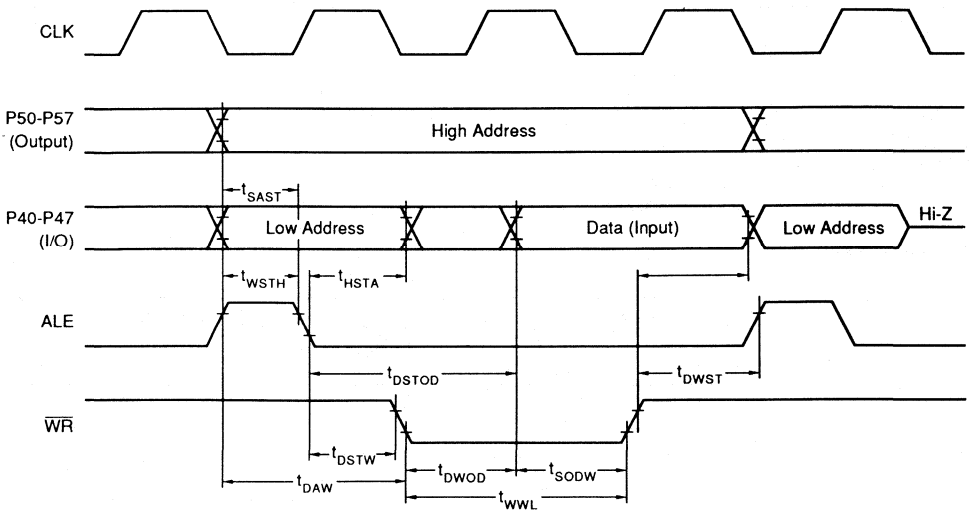 CLK
P50-P57
(Output)
High Address
tSAST
P40-P47
(I/O)
Low Address
Data (Input)
Low Address
Hi-Z
tWSTH
tHSTA
ALE
tDSTOD
tDWST
WR
tDSTW
tDWOD
tSODW
tDAW
tWWL